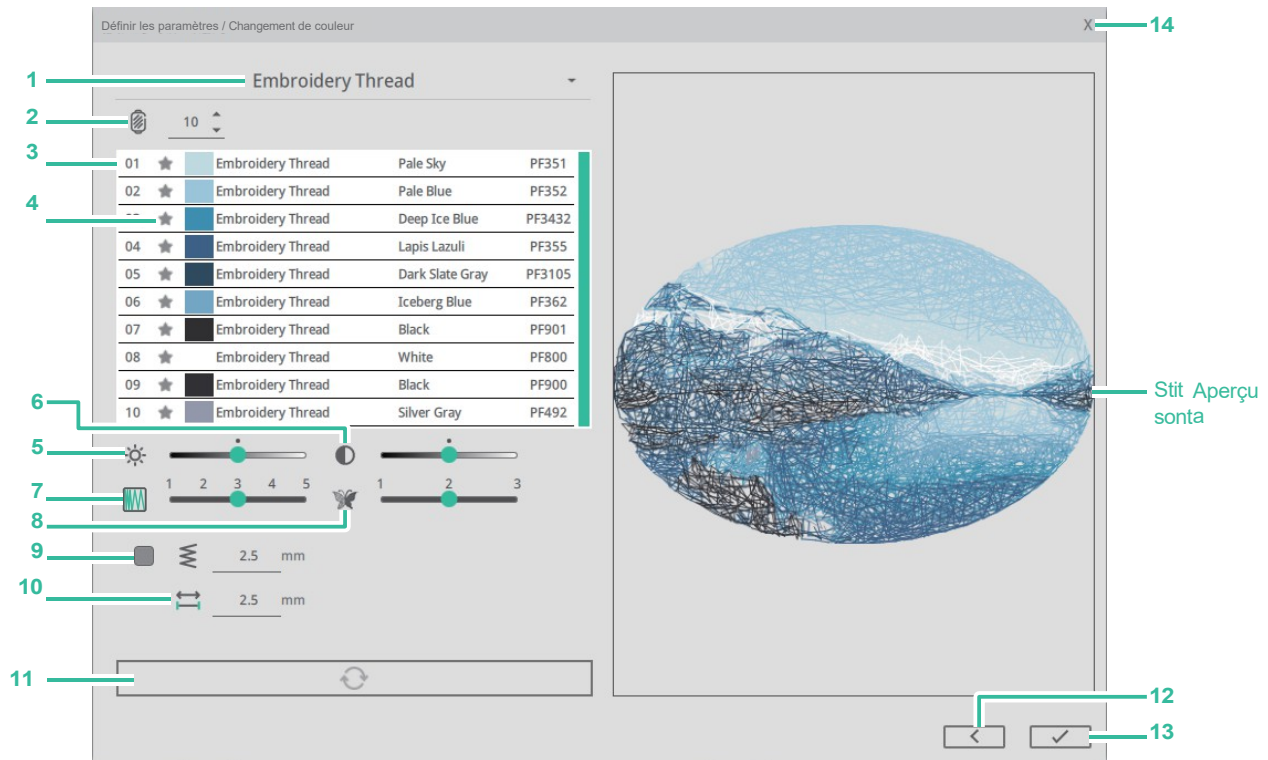 Définir les paramètres / Changement de couleur X 14
1 Embroidery Thread
2 10
3 01 Embroidery Thread Pale Sky PF351
02 Embroidery Thread Pale Blue PF352
4 Embroidery Thread Deep Ice Blue PF3432
04 Embroidery Thread Lapis Lazuli PF355
05 Embroidery Thread Dark Slate Gray PF3105
06 Embroidery Thread Iceberg Blue PF362
07 Embroidery Thread Black PF901
08 Embroidery Thread White PF800
09 Embroidery Thread Black PF900
10 Embroidery Thread Silver Gray PF492
Stit Aperçu
sonta
6
5
7 1 2 3 4 5 1 2 3
8
9 2.5 mm
10 2.5 mm
11
12
13